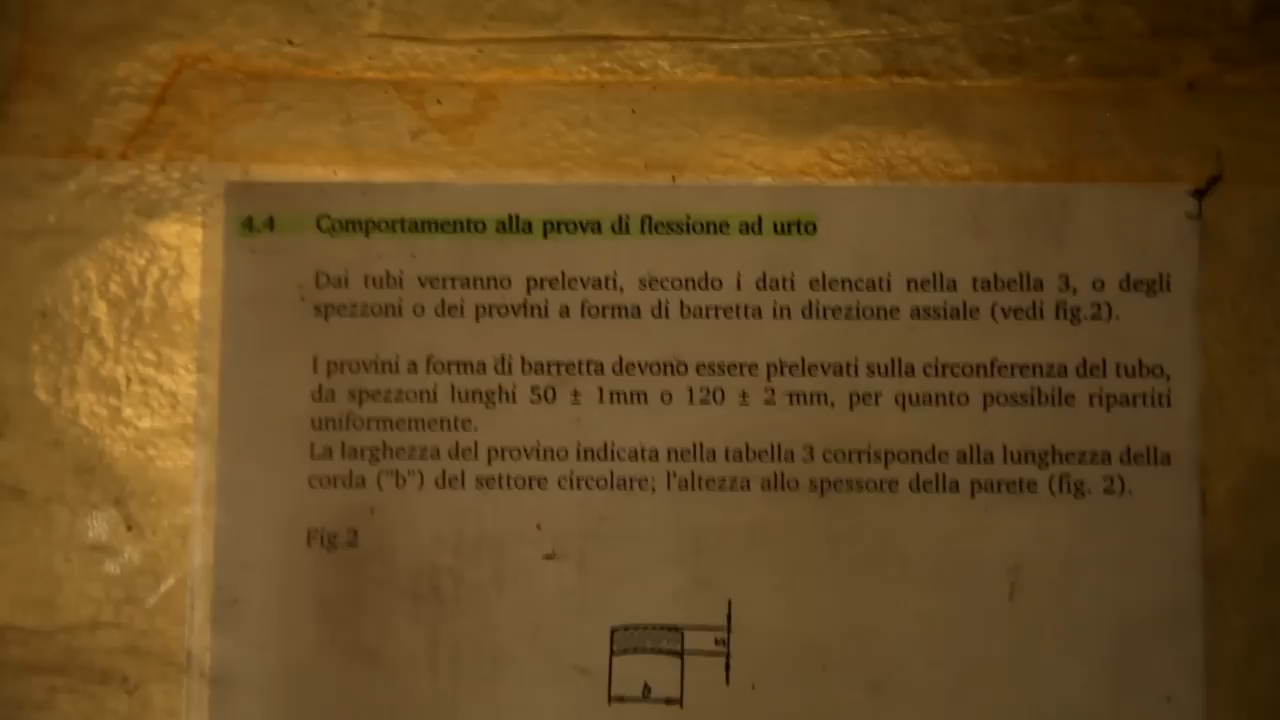 4.4 Comportamento alla prova di flessione ad urto
Dai tubi verranno prelevati, secondo i dati elencati nella tabella 3, o degli
spezzoni o dei provini a forma di barretta in direzione assiale (vedi fig.2).
I provini a forma di barretta devono essere prelevati sulla circonferenza del tubo,
da spezzoni lunghi 50 ± 1mm o 120 ± 2 mm, per quanto possibile ripartiti
uniformemente.
La larghezza del provino indicata nella tabella 3 corrisponde alla lunghezza della
corda ("b") del settore circolare; l'altezza allo spessore della parete (fig. 2).
Fig.2
s
b